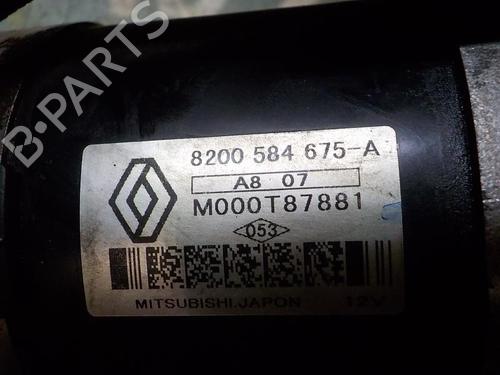 B-PARTS
8200 584 675-A
A8 07
M000T87881
053
MITSUBISHI.JAPON 12V